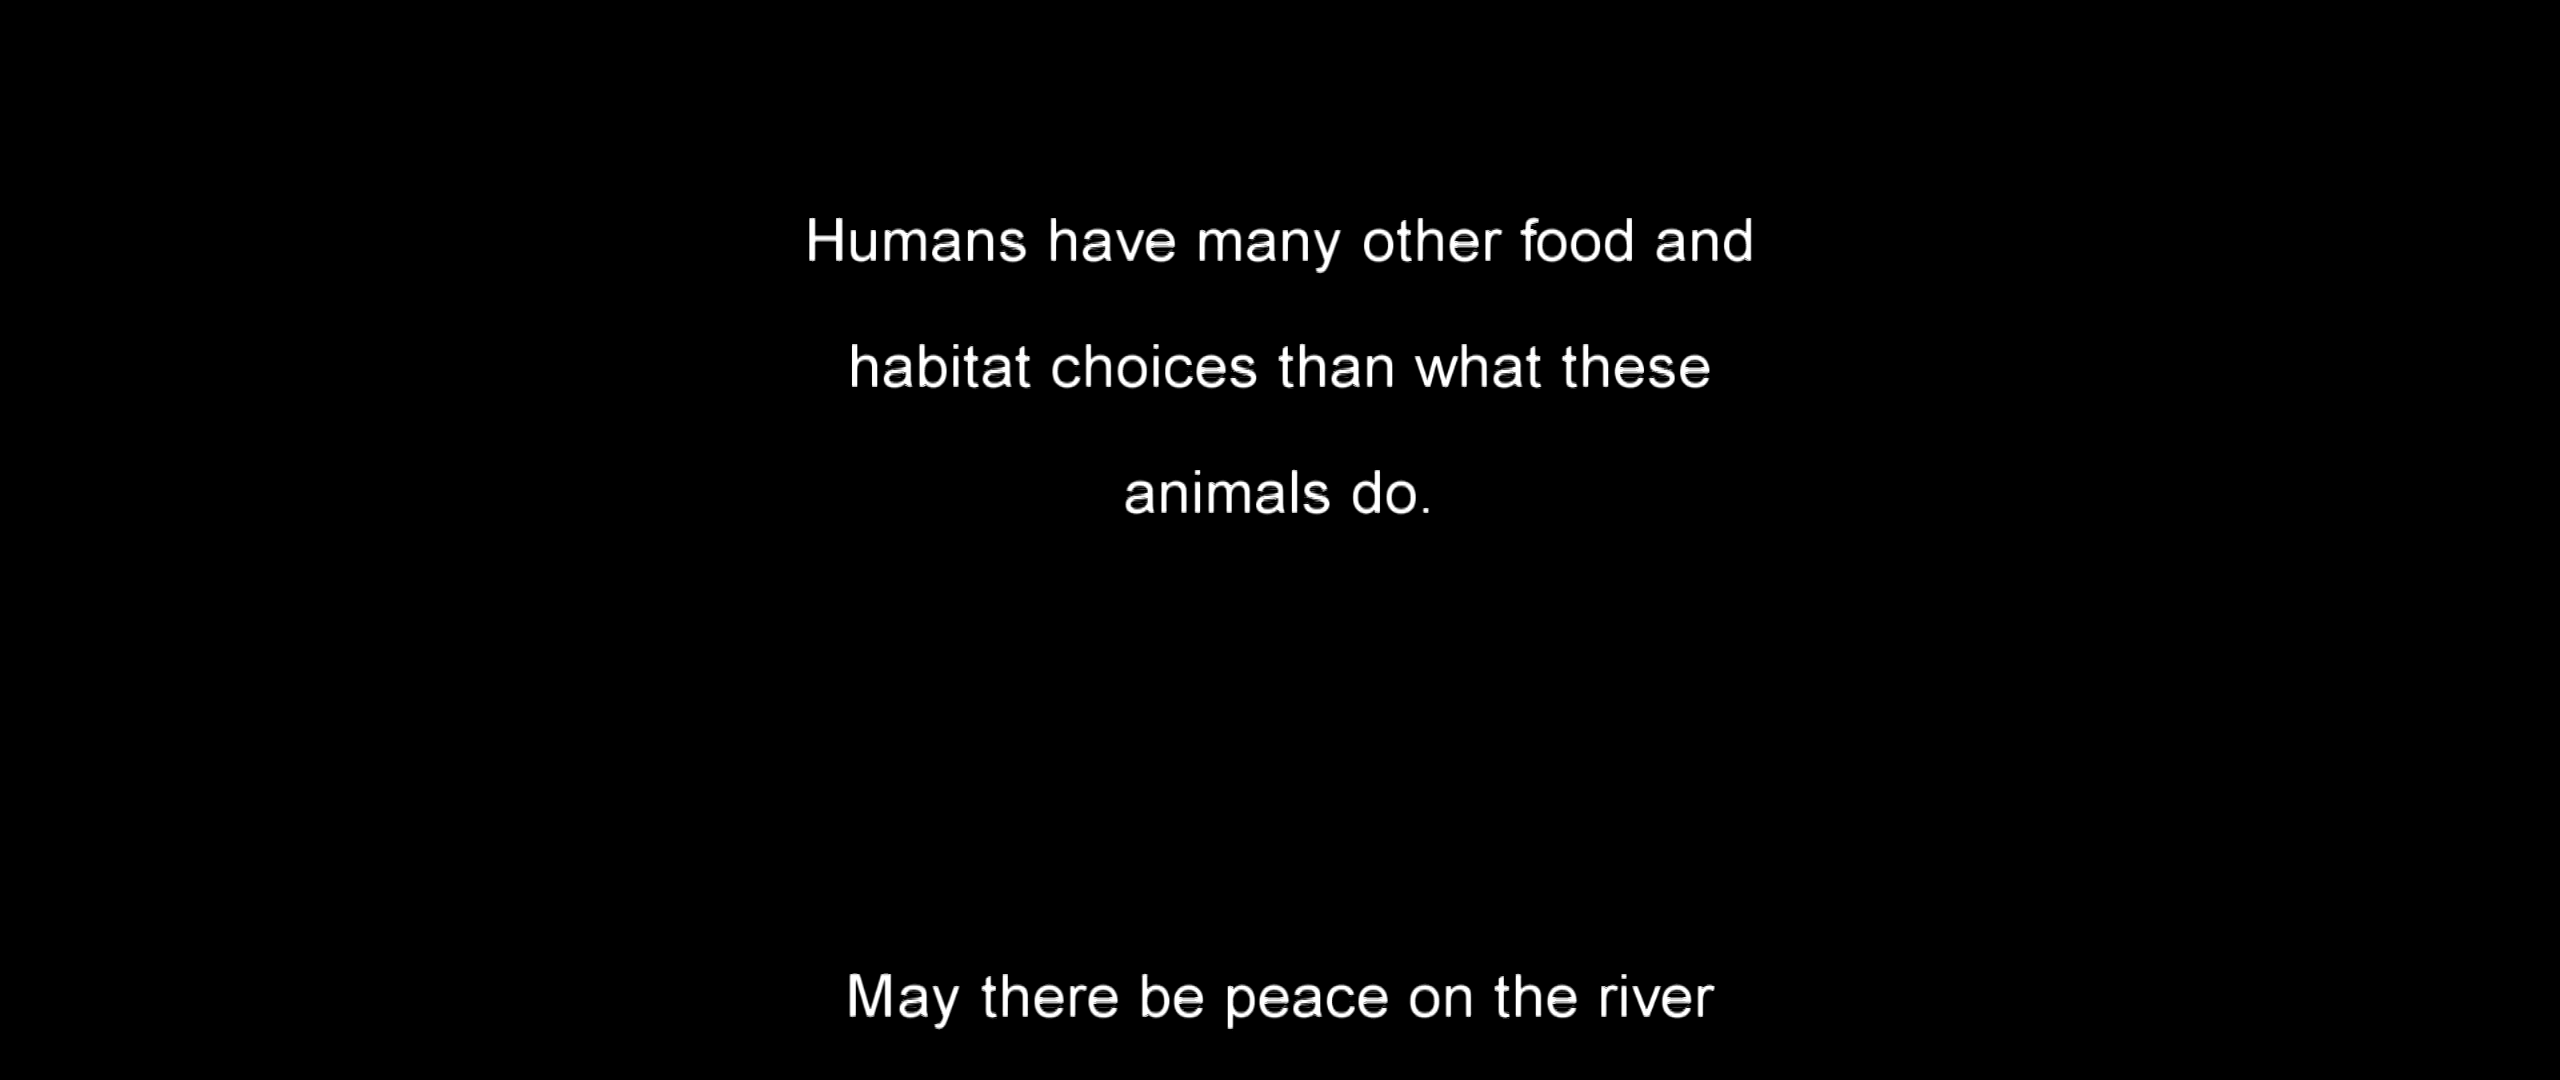 Humans have many other food and
habitat choices than what these
animals do.
May there be peace on the river